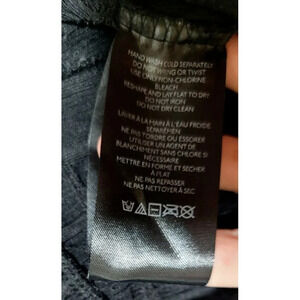 HAND WASH COLD SEPARATELY
DO NOT WRING OR TWIST
USE ONLY NON-CHLORINE
BLEACH
RESHAPE AND LAY FLAT TO DRY
DO NOT IRON
DO NOT DRY CLEAN
LAVER À LA MAIN À L'EAU FROIDE
SÉPARÉMEN
NE PAS TORDRE OU ESSORER
UTILISER UN AGENT DE
BLANCHIMENT SANS CHLORE SI
NÉCESSAIRE
METTRE EN FORME ET SÉCHER
À PLAT
NE PAS REPASSER
NE PAS NETTOYER À SEC